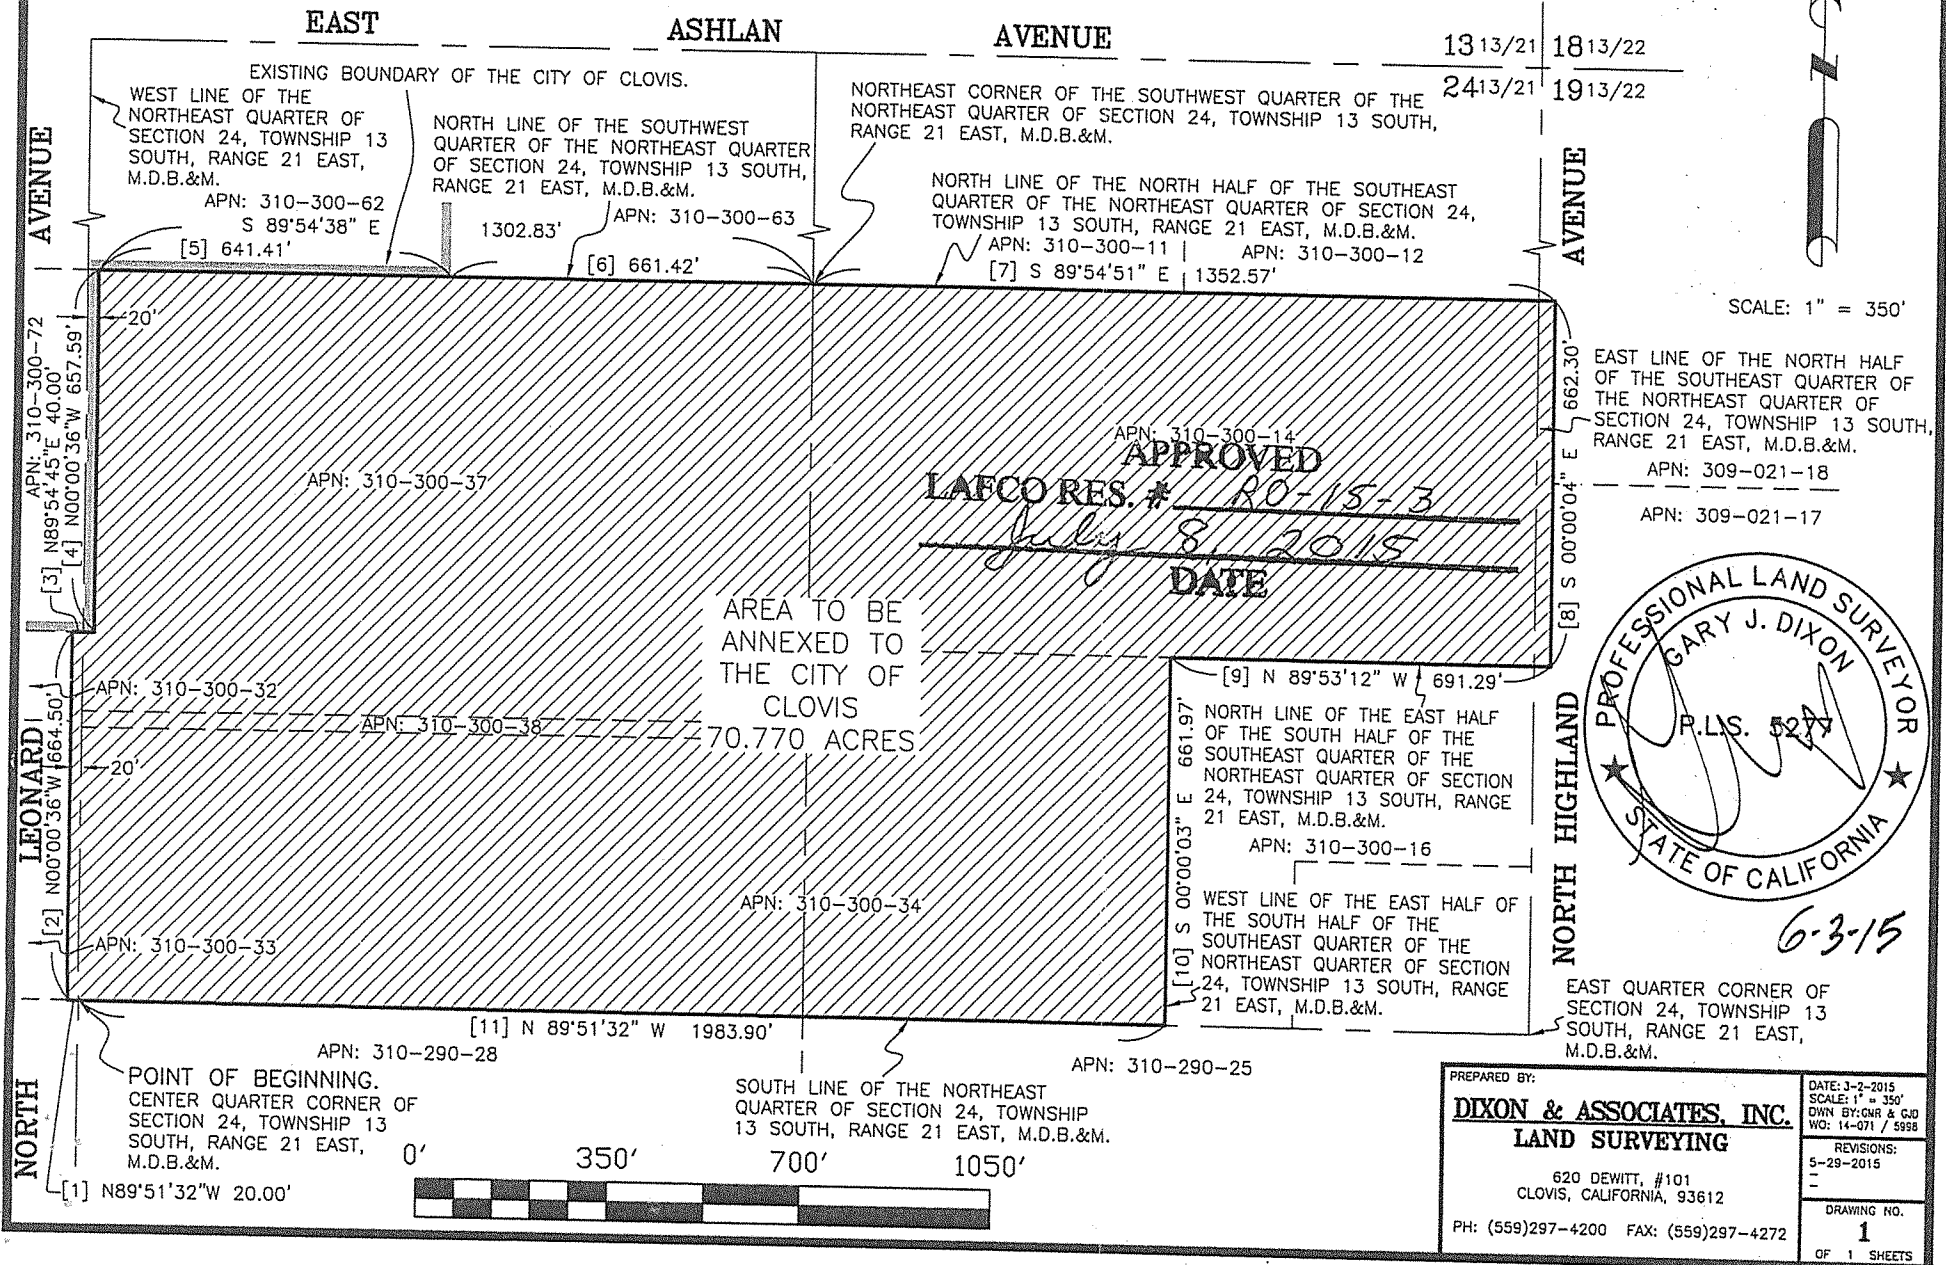 EAST ASHLAN AVENUE
13 13/21 18 13/22
24 13/21 19 13/22
EXISTING BOUNDARY OF THE CITY OF CLOVIS.
WEST LINE OF THE
NORTHEAST QUARTER OF
SECTION 24, TOWNSHIP 13
SOUTH, RANGE 21 EAST,
M.D.B.&M.
NORTH LINE OF THE SOUTHWEST
QUARTER OF THE NORTHEAST QUARTER
OF SECTION 24, TOWNSHIP 13 SOUTH,
RANGE 21 EAST, M.D.B.&M.
NORTHEAST CORNER OF THE SOUTHWEST QUARTER OF THE
NORTHEAST QUARTER OF SECTION 24, TOWNSHIP 13 SOUTH,
RANGE 21 EAST, M.D.B.&M.
NORTH LINE OF THE NORTH HALF OF THE SOUTHEAST
QUARTER OF THE NORTHEAST QUARTER OF SECTION 24,
TOWNSHIP 13 SOUTH, RANGE 21 EAST, M.D.B.&M.
APN: 310-300-62
S 89°54'38" E
1302.83'
APN: 310-300-63
APN: 310-300-11
APN: 310-300-12
[5] 641.41'
[6] 661.42'
[7] S 89°54'51" E 1352.57'
AVENUE
AVENUE
SCALE: 1" = 350'
20'
APN: 310-300-72
[3] N89°54'45"E 40.00'
[4] N00°00'36"W 657.59'
[8] S 00°00'04" E 662.30'
EAST LINE OF THE NORTH HALF
OF THE SOUTHEAST QUARTER OF
THE NORTHEAST QUARTER OF
SECTION 24, TOWNSHIP 13 SOUTH,
RANGE 21 EAST, M.D.B.&M.
APN: 309-021-18
APN: 309-021-17
APN: 310-300-37
APN: 310-300-14
APPROVED
LAFCO RES. # RO-15-3
July 8, 2015
DATE
AREA TO BE
ANNEXED TO
THE CITY OF
CLOVIS
70.770 ACRES
PROFESSIONAL LAND SURVEYOR
GARY J. DIXON
P.L.S. 5277
STATE OF CALIFORNIA
6-3-15
APN: 310-300-32
APN: 310-300-38
20'
LEONARD
[2] N00°00'36"W 664.50'
APN: 310-300-34
APN: 310-300-33
[9] N 89°53'12" W 691.29'
[10] S 00°00'03" E 661.97'
NORTH LINE OF THE EAST HALF
OF THE SOUTH HALF OF THE
SOUTHEAST QUARTER OF THE
NORTHEAST QUARTER OF SECTION
24, TOWNSHIP 13 SOUTH, RANGE
21 EAST, M.D.B.&M.
APN: 310-300-16
WEST LINE OF THE EAST HALF OF
THE SOUTH HALF OF THE
SOUTHEAST QUARTER OF THE
NORTHEAST QUARTER OF SECTION
24, TOWNSHIP 13 SOUTH, RANGE
21 EAST, M.D.B.&M.
NORTH HIGHLAND
EAST QUARTER CORNER OF
SECTION 24, TOWNSHIP 13
SOUTH, RANGE 21 EAST,
M.D.B.&M.
[11] N 89°51'32" W 1983.90'
APN: 310-290-28
APN: 310-290-25
POINT OF BEGINNING.
CENTER QUARTER CORNER OF
SECTION 24, TOWNSHIP 13
SOUTH, RANGE 21 EAST,
M.D.B.&M.
[1] N89°51'32"W 20.00'
NORTH
SOUTH LINE OF THE NORTHEAST
QUARTER OF SECTION 24, TOWNSHIP
13 SOUTH, RANGE 21 EAST, M.D.B.&M.
0' 350' 700' 1050'
PREPARED BY:
DIXON & ASSOCIATES, INC.
LAND SURVEYING
620 DEWITT, #101
CLOVIS, CALIFORNIA, 93612
PH: (559)297-4200 FAX: (559)297-4272
DATE: 3-2-2015
SCALE: 1" = 350'
DWN BY: GNR & GJD
WO: 14-071 / 5998
REVISIONS:
5-29-2015
-
-
DRAWING NO.
1
OF 1 SHEETS